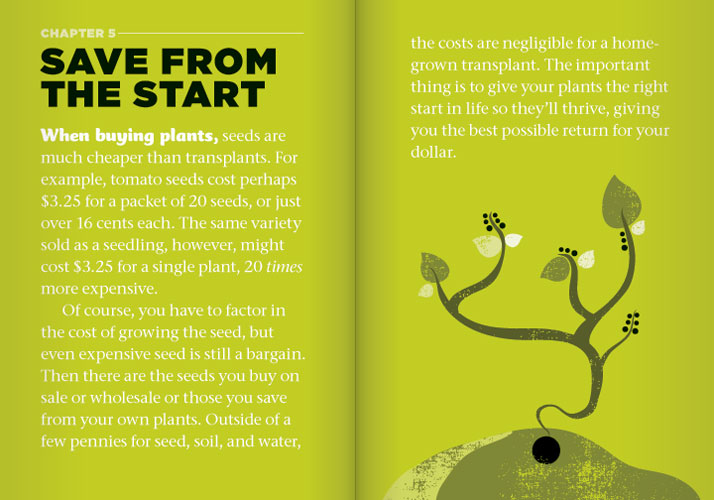 CHAPTER 5
SAVE FROM
THE START
When buying plants, seeds are
much cheaper than transplants. For
example, tomato seeds cost perhaps
$3.25 for a packet of 20 seeds, or just
over 16 cents each. The same variety
sold as a seedling, however, might
cost $3.25 for a single plant, 20 times
more expensive.
Of course, you have to factor in
the cost of growing the seed, but
even expensive seed is still a bargain.
Then there are the seeds you buy on
sale or wholesale or those you save
from your own plants. Outside of a
few pennies for seed, soil, and water,
the costs are negligible for a home-
grown transplant. The important
thing is to give your plants the right
start in life so they’ll thrive, giving
you the best possible return for your
dollar.